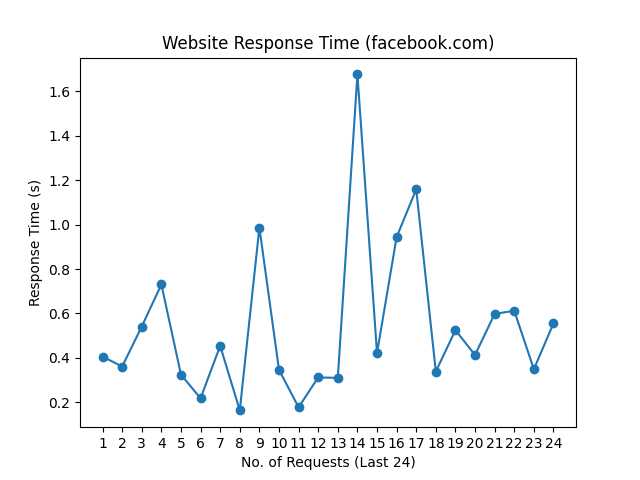 Website Response Time (facebook.com)
Response Time (s)
1.6
1.4
1.2
1.0
0.8
0.6
0.4
0.2
1 2 3 4 5 6 7 8 9 10 11 12 13 14 15 16 17 18 19 20 21 22 23 24
No. of Requests (Last 24)